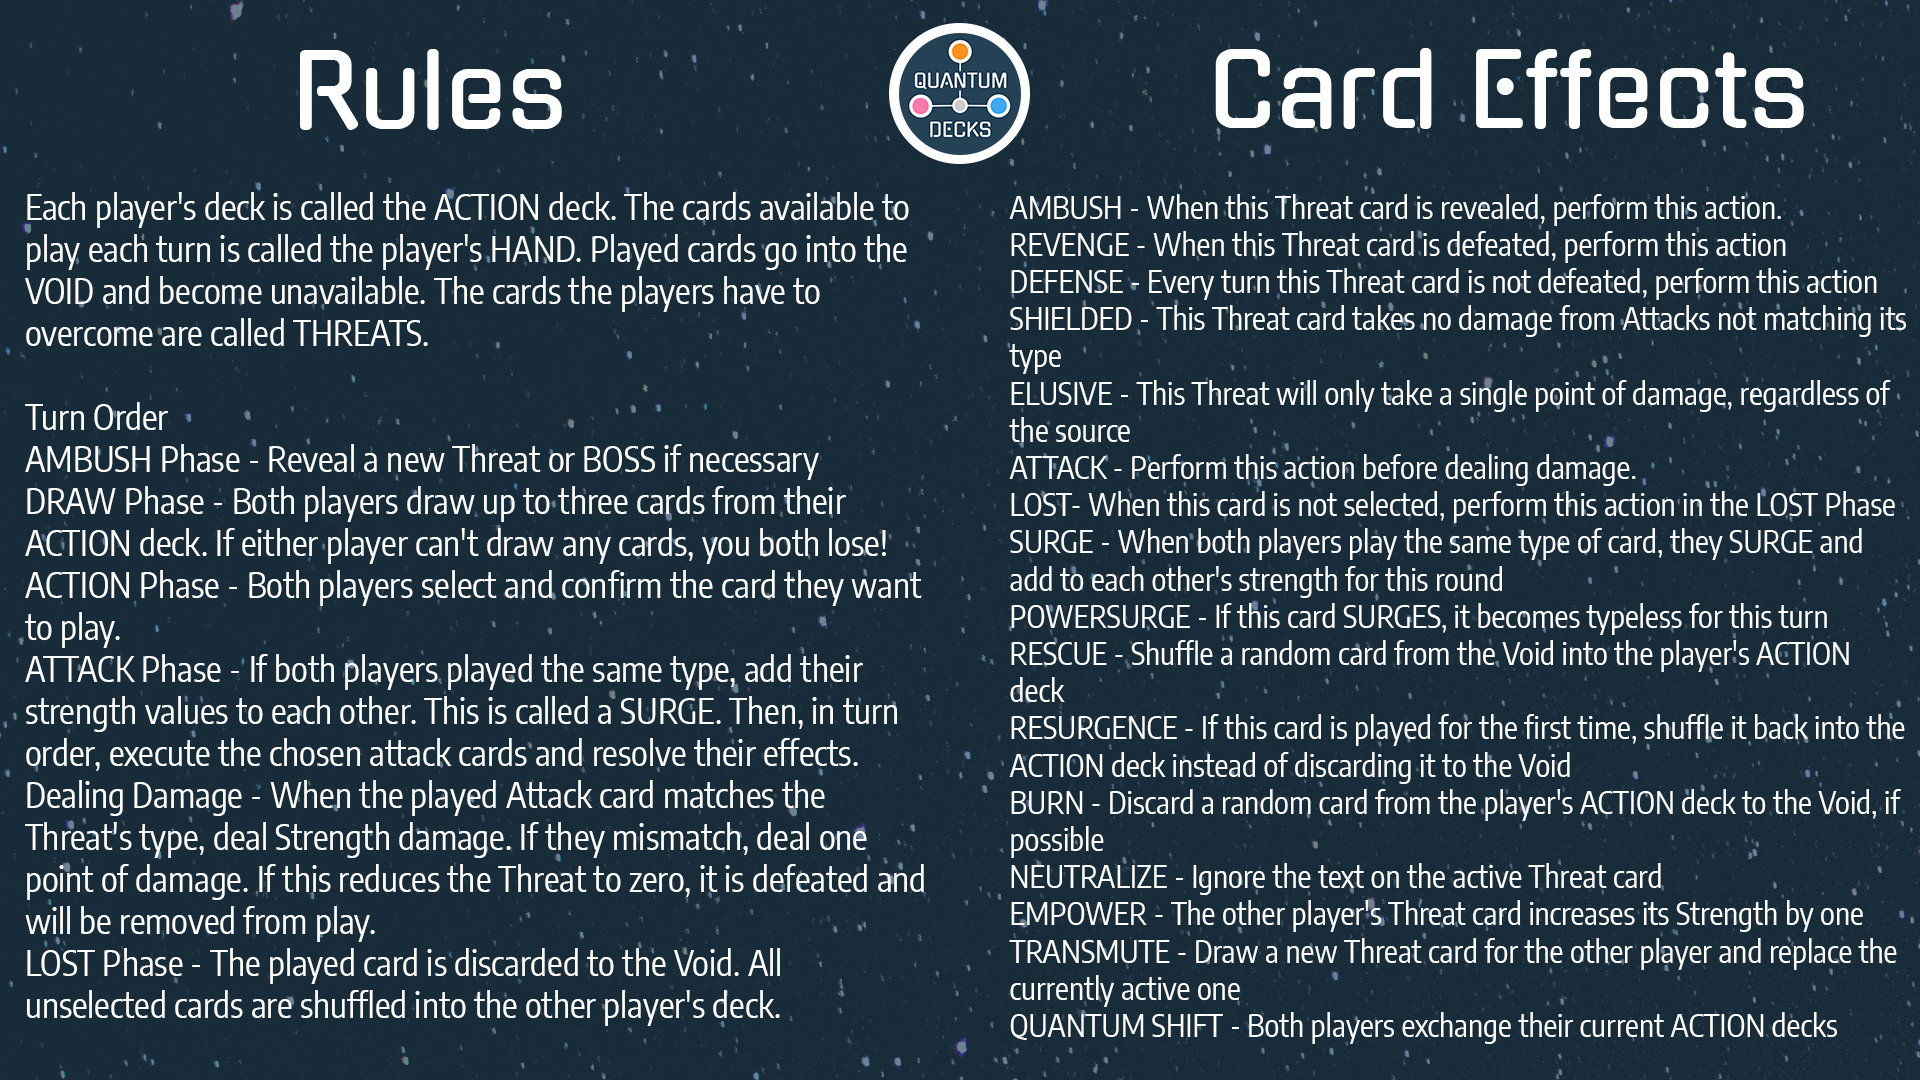 Rules
QUANTUM
DECKS
Card Effects
Each player's deck is called the ACTION deck. The cards available to
play each turn is called the player's HAND. Played cards go into the
VOID and become unavailable. The cards the players have to
overcome are called THREATS.
Turn Order
AMBUSH Phase - Reveal a new Threat or BOSS if necessary
DRAW Phase - Both players draw up to three cards from their
ACTION deck. If either player can't draw any cards, you both lose!
ACTION Phase - Both players select and confirm the card they want
to play.
ATTACK Phase - If both players played the same type, add their
strength values to each other. This is called a SURGE. Then, in turn
order, execute the chosen attack cards and resolve their effects.
Dealing Damage - When the played Attack card matches the
Threat's type, deal Strength damage. If they mismatch, deal one
point of damage. If this reduces the Threat to zero, it is defeated and
will be removed from play.
LOST Phase - The played card is discarded to the Void. All
unselected cards are shuffled into the other player's deck.
AMBUSH - When this Threat card is revealed, perform this action.
REVENGE - When this Threat card is defeated, perform this action
DEFENSE - Every turn this Threat card is not defeated, perform this action
SHIELDED - This Threat card takes no damage from Attacks not matching its
type
ELUSIVE - This Threat will only take a single point of damage, regardless of
the source
ATTACK - Perform this action before dealing damage.
LOST- When this card is not selected, perform this action in the LOST Phase
SURGE - When both players play the same type of card, they SURGE and
add to each other's strength for this round
POWERSURGE - If this card SURGES, it becomes typeless for this turn
RESCUE - Shuffle a random card from the Void into the player's ACTION
deck
RESURGENCE - If this card is played for the first time, shuffle it back into the
ACTION deck instead of discarding it to the Void
BURN - Discard a random card from the player's ACTION deck to the Void, if
possible
NEUTRALIZE - Ignore the text on the active Threat card
EMPOWER - The other player's Threat card increases its Strength by one
TRANSMUTE - Draw a new Threat card for the other player and replace the
currently active one
QUANTUM SHIFT - Both players exchange their current ACTION decks